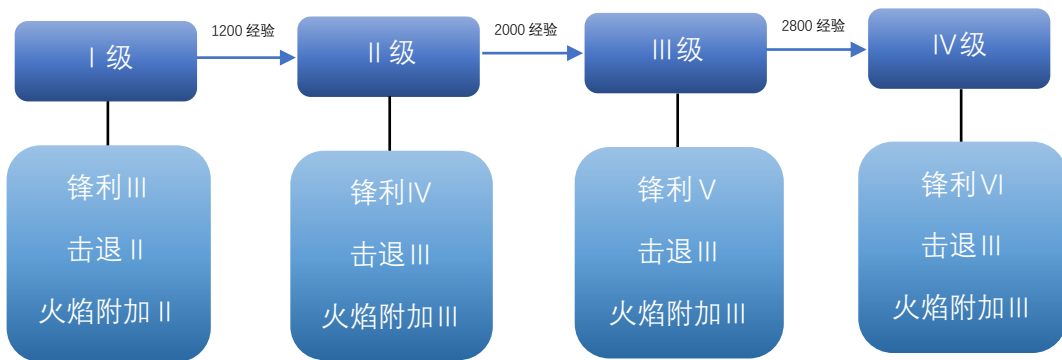 Ⅰ级
1200 经验
Ⅱ级
2000 经验
Ⅲ级
2800 经验
Ⅳ级
锋利Ⅲ
击退Ⅱ
火焰附加Ⅱ
锋利Ⅳ
击退Ⅲ
火焰附加Ⅲ
锋利Ⅴ
击退Ⅲ
火焰附加Ⅲ
锋利Ⅵ
击退Ⅲ
火焰附加Ⅲ